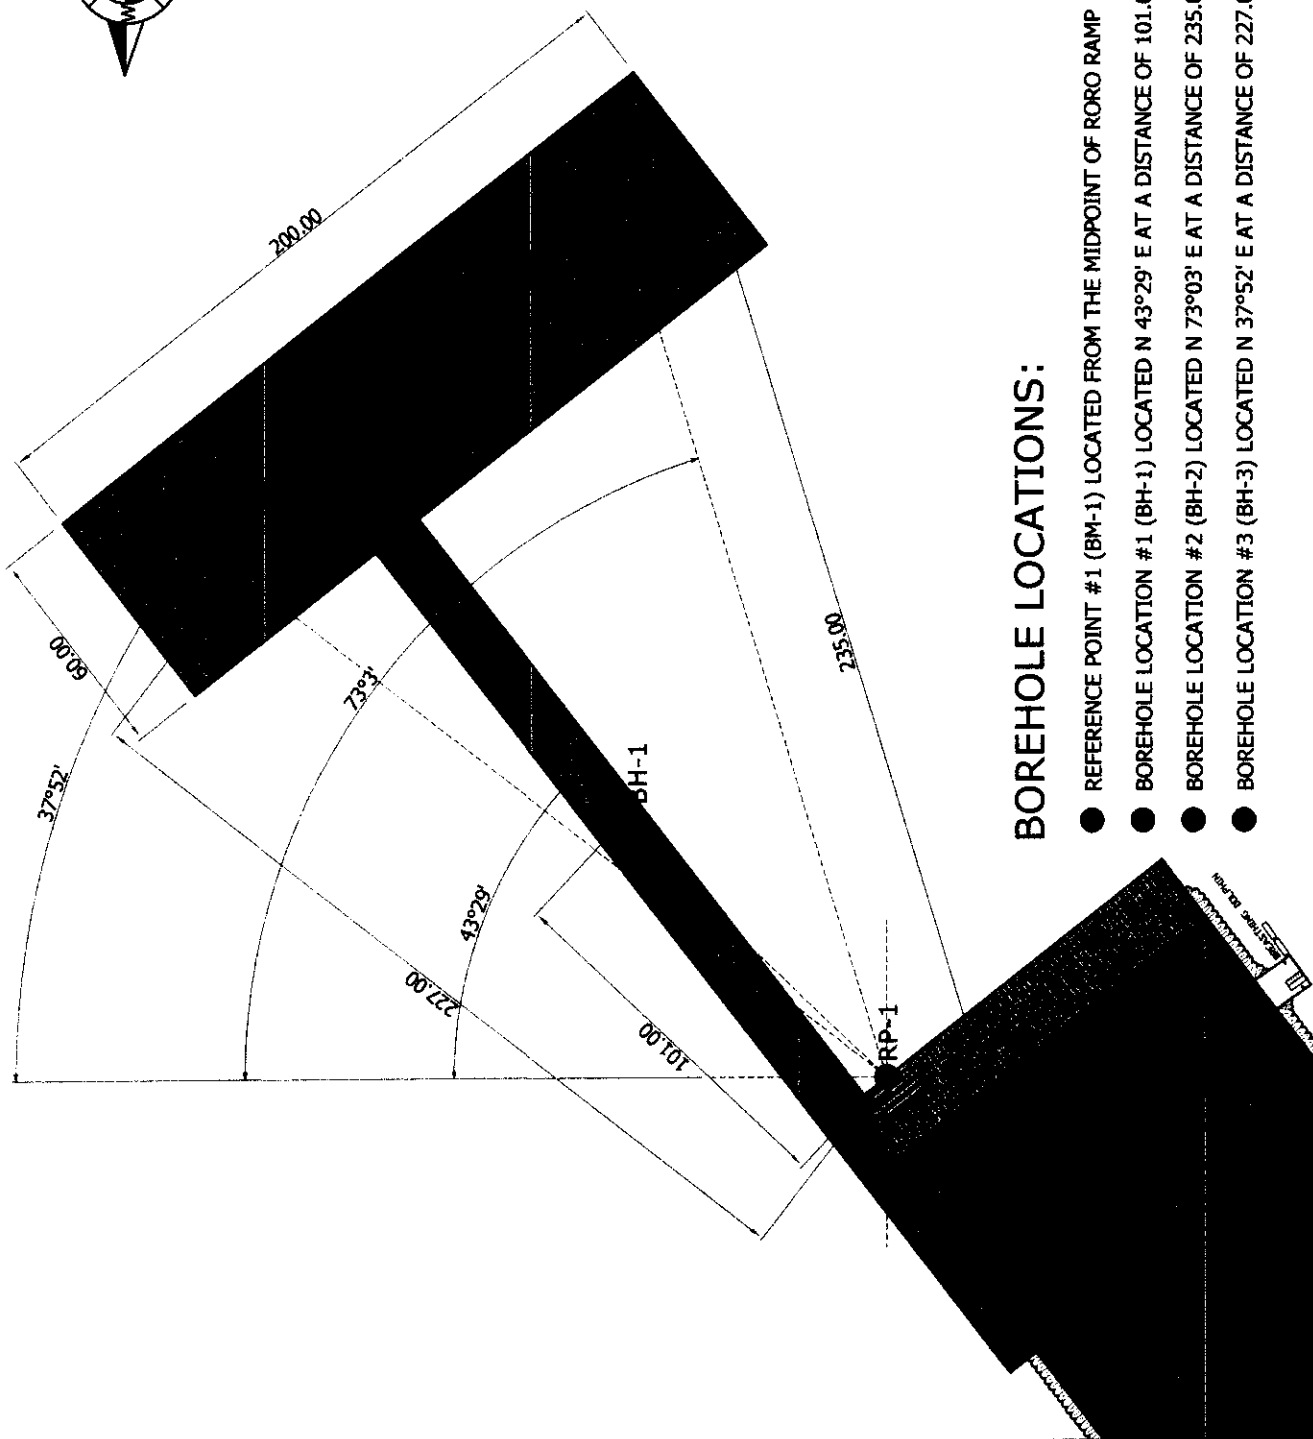 W
200.00
60.00
37°52'
73°3'
43°29'
227.00
101.00
235.00
BH-1
RP-1
BREASTHING DOLPHIN
BOREHOLE LOCATIONS:
REFERENCE POINT #1 (BM-1) LOCATED FROM THE MIDPOINT OF RORO RAMP
BOREHOLE LOCATION #1 (BH-1) LOCATED N 43°29' E AT A DISTANCE OF 101.0
BOREHOLE LOCATION #2 (BH-2) LOCATED N 73°03' E AT A DISTANCE OF 235.0
BOREHOLE LOCATION #3 (BH-3) LOCATED N 37°52' E AT A DISTANCE OF 227.0